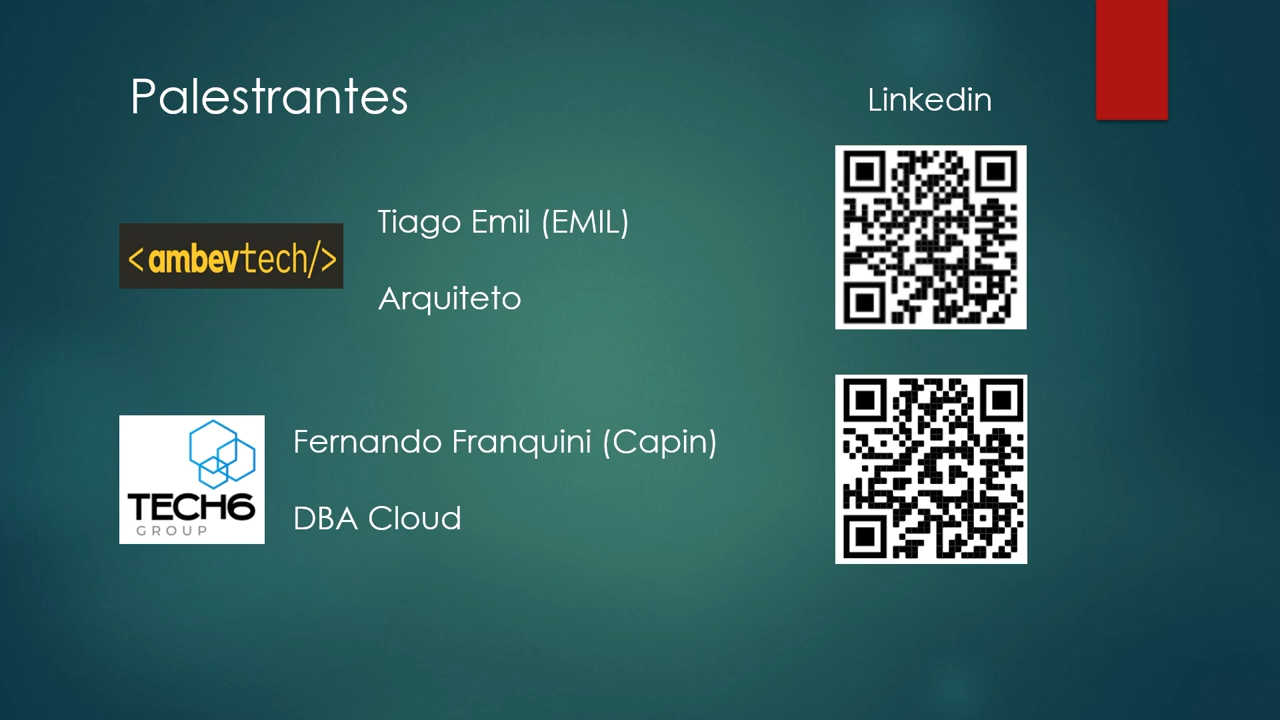 Palestrantes
Linkedin
<ambevtech/>
Tiago Emil (EMIL)
Arquiteto
TECH6
GROUP
Fernando Franquini (Capin)
DBA Cloud